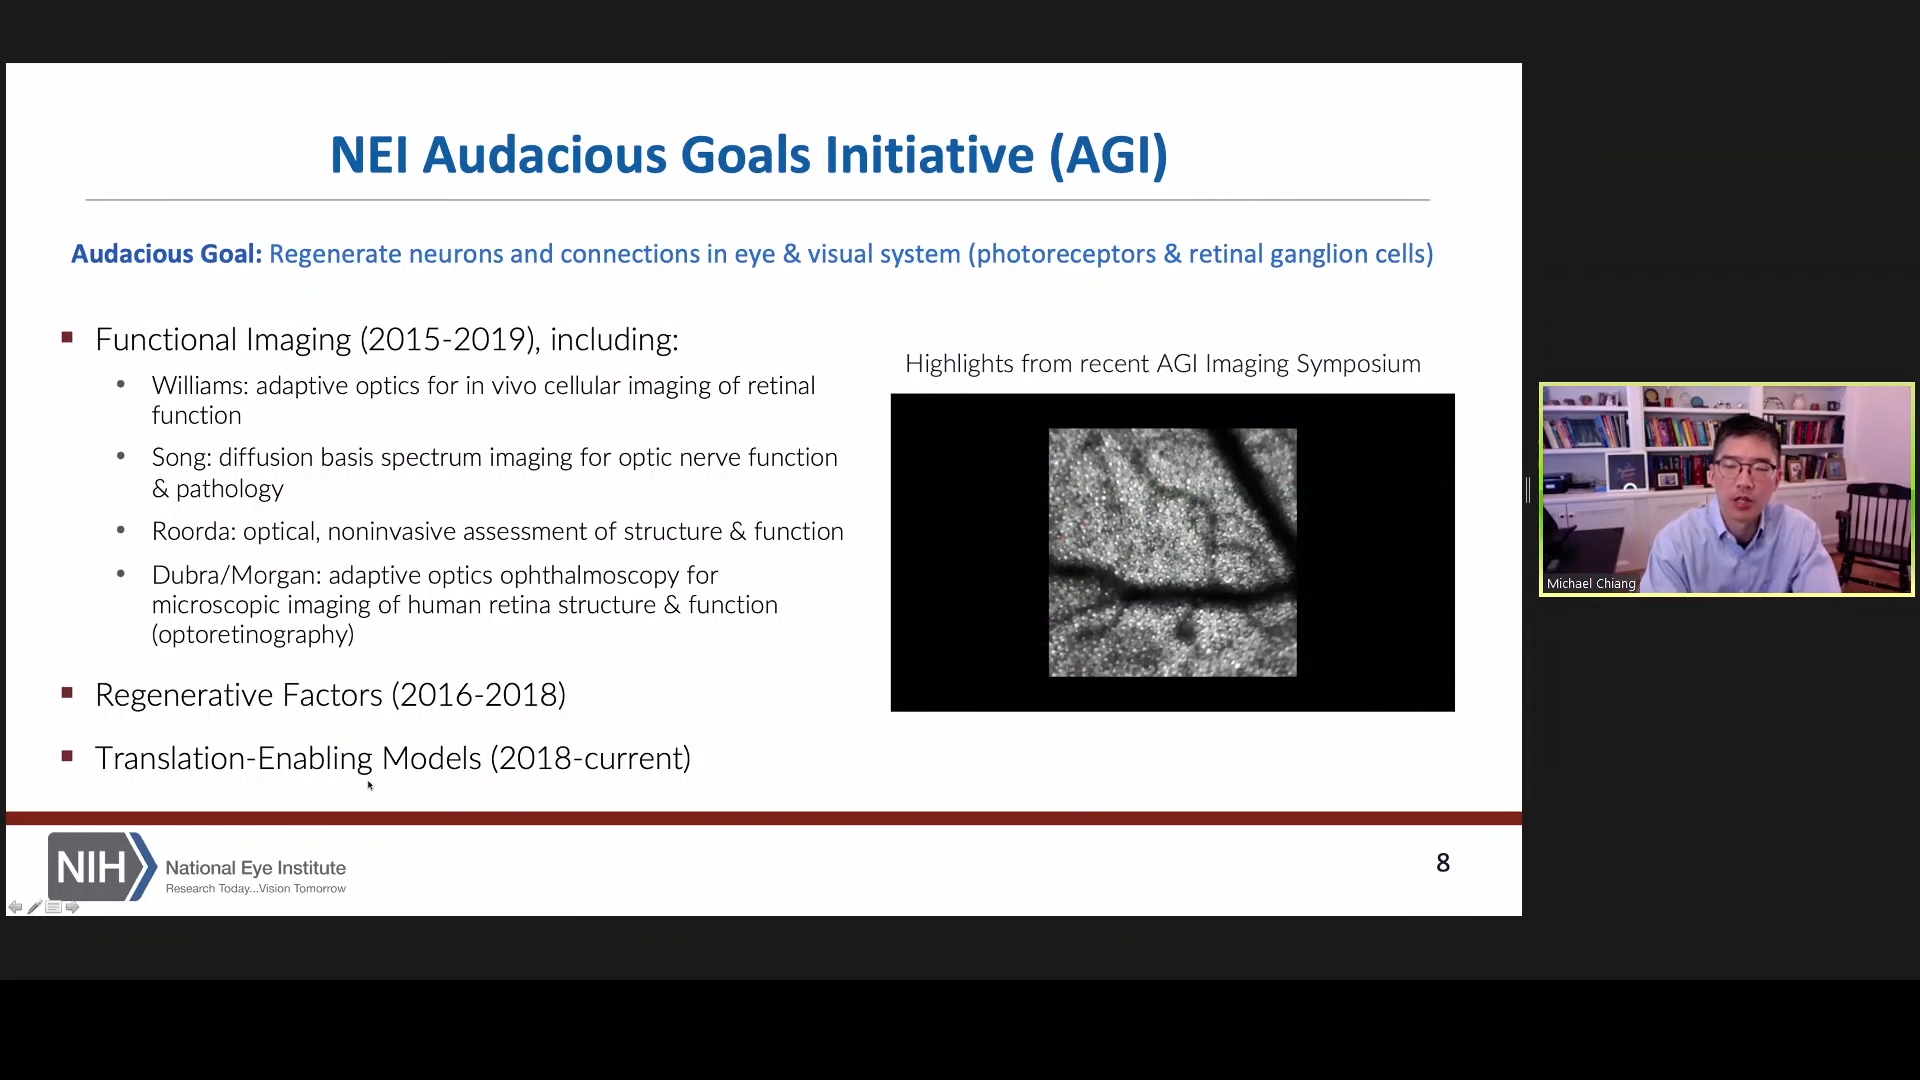 NEI Audacious Goals Initiative (AGI)
Audacious Goal: Regenerate neurons and connections in eye & visual system (photoreceptors & retinal ganglion cells)
Functional Imaging (2015-2019), including:
Williams: adaptive optics for in vivo cellular imaging of retinal
function
Song: diffusion basis spectrum imaging for optic nerve function
& pathology
Roorda: optical, noninvasive assessment of structure & function
Dubra/Morgan: adaptive optics ophthalmoscopy for
microscopic imaging of human retina structure & function
(optoretinography)
Regenerative Factors (2016-2018)
Translation-Enabling Models (2018-current)
Highlights from recent AGI Imaging Symposium
NIH
National Eye Institute
Research Today...Vision Tomorrow
8
Michael Chiang